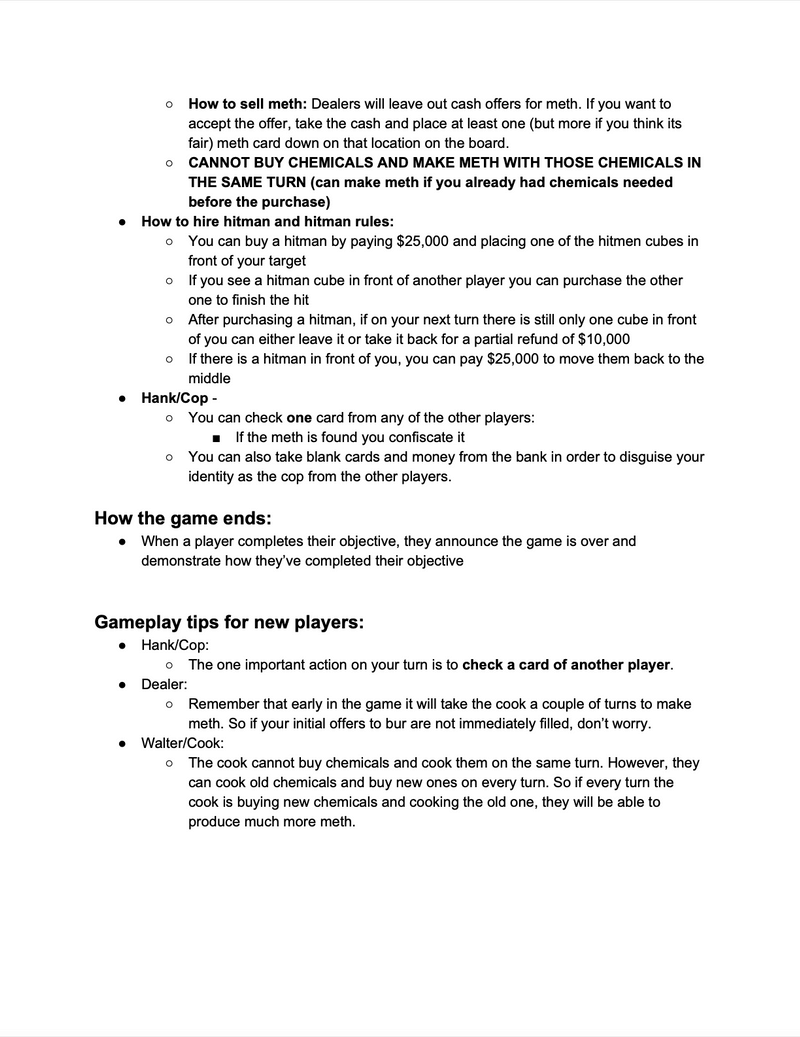 ○ How to sell meth: Dealers will leave out cash offers for meth. If you want to
accept the offer, take the cash and place at least one (but more if you think its
fair) meth card down on that location on the board.
○ CANNOT BUY CHEMICALS AND MAKE METH WITH THOSE CHEMICALS IN
THE SAME TURN (can make meth if you already had chemicals needed
before the purchase)
● How to hire hitman and hitman rules:
○ You can buy a hitman by paying $25,000 and placing one of the hitmen cubes in
front of your target
○ If you see a hitman cube in front of another player you can purchase the other
one to finish the hit
○ After purchasing a hitman, if on your next turn there is still only one cube in front
of you can either leave it or take it back for a partial refund of $10,000
○ If there is a hitman in front of you, you can pay $25,000 to move them back to the
middle
● Hank/Cop -
○ You can check one card from any of the other players:
■ If the meth is found you confiscate it
○ You can also take blank cards and money from the bank in order to disguise your
identity as the cop from the other players.
How the game ends:
● When a player completes their objective, they announce the game is over and
demonstrate how they’ve completed their objective
Gameplay tips for new players:
● Hank/Cop:
○ The one important action on your turn is to check a card of another player.
● Dealer:
○ Remember that early in the game it will take the cook a couple of turns to make
meth. So if your initial offers to bur are not immediately filled, don’t worry.
● Walter/Cook:
○ The cook cannot buy chemicals and cook them on the same turn. However, they
can cook old chemicals and buy new ones on every turn. So if every turn the
cook is buying new chemicals and cooking the old one, they will be able to
produce much more meth.